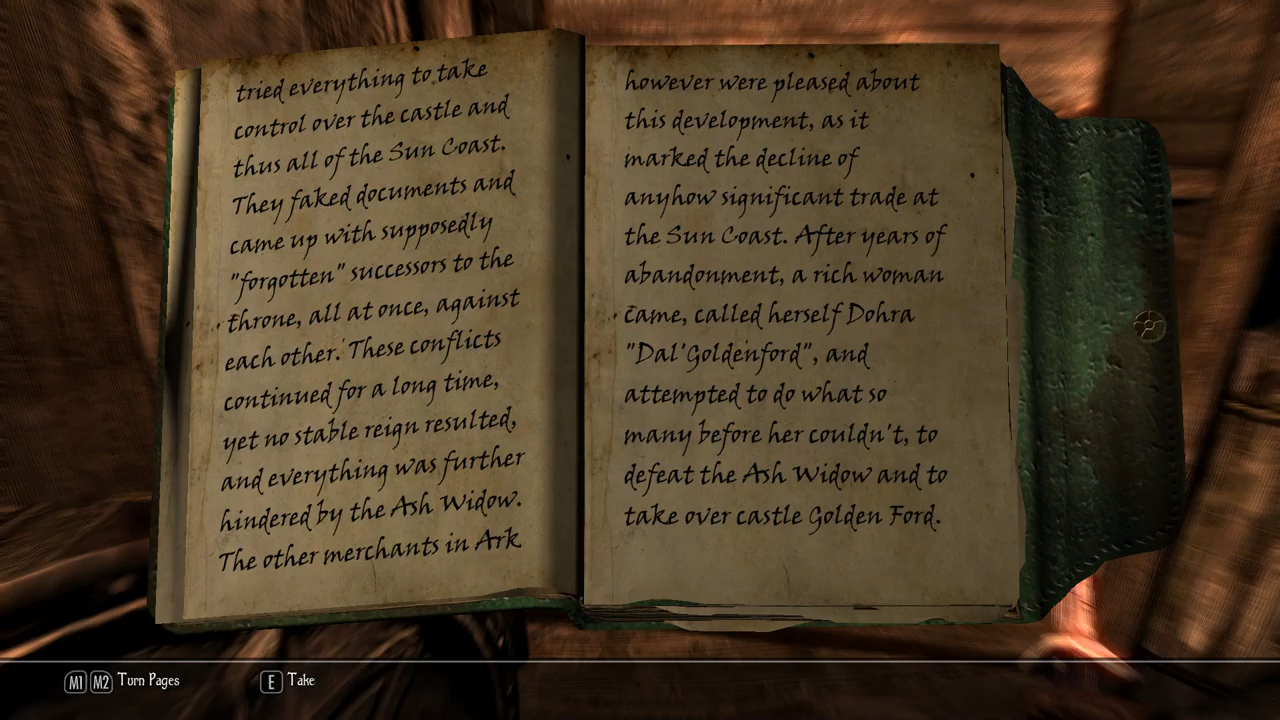 tried everything to take
control over the castle and
thus all of the Sun Coast.
They faked documents and
came up with supposedly
"forgotten" successors to the
throne, all at once, against
each other. These conflicts
continued for a long time,
yet no stable reign resulted,
and everything was further
hindered by the Ash Widow.
The other merchants in Ark
however were pleased about
this development, as it
marked the decline of
anyhow significant trade at
the Sun Coast. After years of
abandonment, a rich woman
came, called herself Dohra
"Dal'Goldenford", and
attempted to do what so
many before her couldn't, to
defeat the Ash Widow and to
take over castle Golden Ford.
M1 M2 Turn Pages
E Take